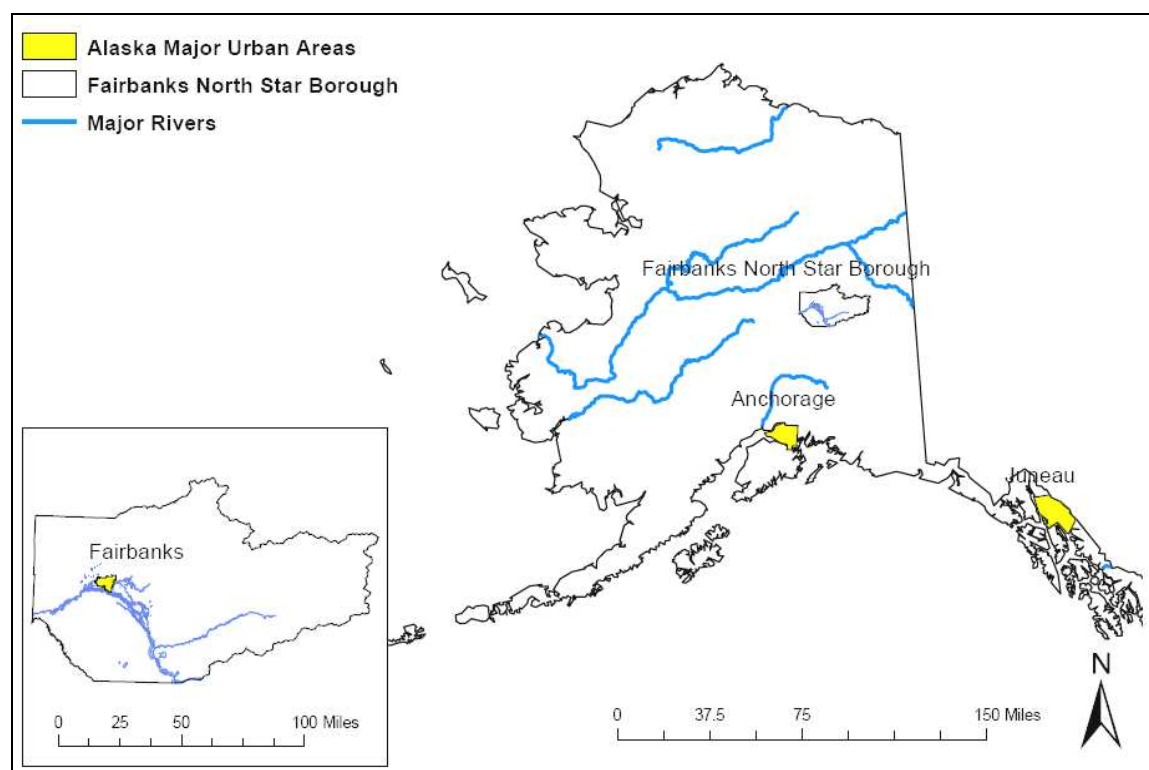 Alaska Major Urban Areas
Fairbanks North Star Borough
Major Rivers
Fairbanks North Star Borough
Anchorage
Juneau
Fairbanks
0 25 50 100 Miles
0 37.5 75 150 Miles
N